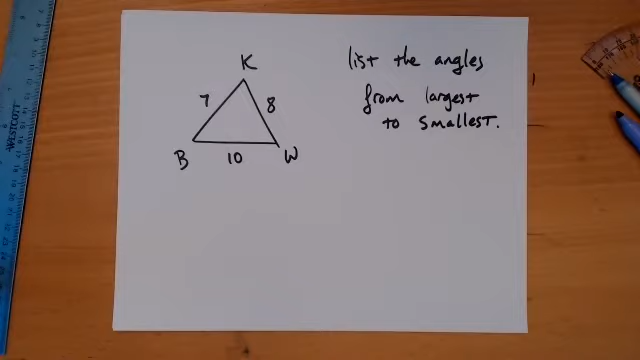 K
list the angles
7
8
from largest
to smallest.
B
10
W
WESTCOTT